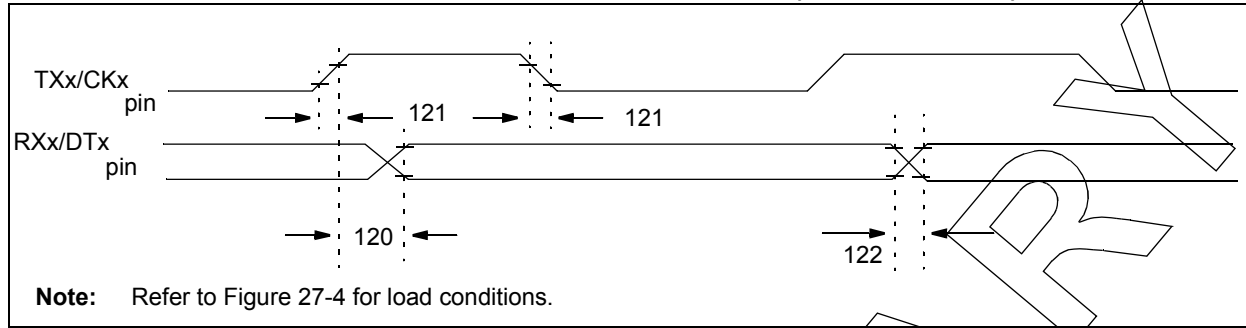 TXx/CKx
pin
121
121
RXx/DTx
pin
120
122
Note: Refer to Figure 27-4 for load conditions.
R
Y